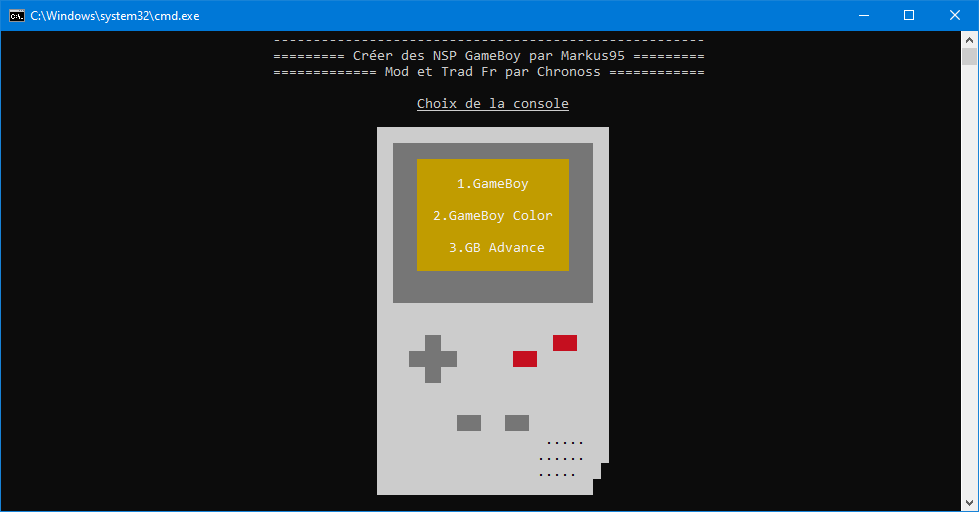 C:\Windows\system32\cmd.exe
------------------------------------------------------
========= Créer des NSP GameBoy par Markus95 =========
============= Mod et Trad Fr par Chronoss ============
Choix de la console
1.GameBoy
2.GameBoy Color
3.GB Advance